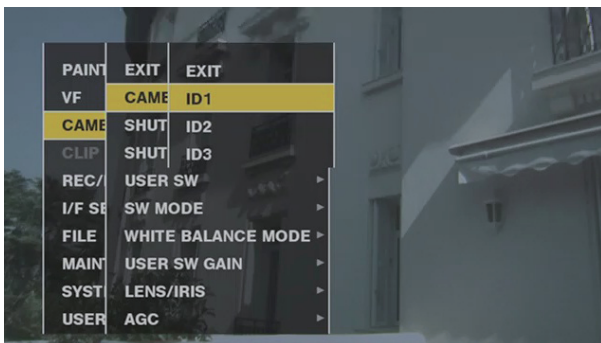 PAINT
VF
CAME
CLIP
REC/
I/F SE
FILE
MAIN
SYST
USER
EXIT
CAME
SHUT
SHUT
USER SW
SW MODE
WHITE BALANCE MODE
USER SW GAIN
LENS/IRIS
AGC
EXIT
ID1
ID2
ID3